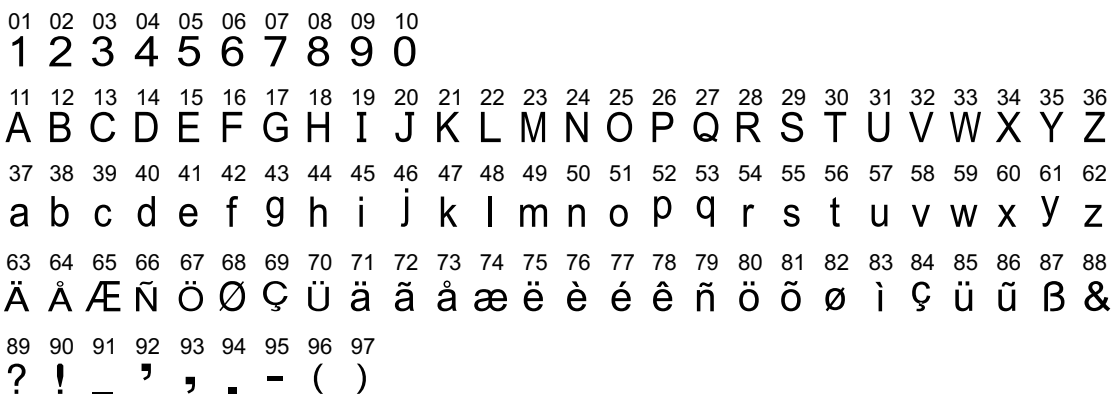 01 02 03 04 05 06 07 08 09 10
1 2 3 4 5 6 7 8 9 0
11 12 13 14 15 16 17 18 19 20 21 22 23 24 25 26 27 28 29 30 31 32 33 34 35 36
A B C D E F G H I J K L M N O P Q R S T U V W X Y Z
37 38 39 40 41 42 43 44 45 46 47 48 49 50 51 52 53 54 55 56 57 58 59 60 61 62
a b c d e f g h i j k l m n o p q r s t u v w x y z
63 64 65 66 67 68 69 70 71 72 73 74 75 76 77 78 79 80 81 82 83 84 85 86 87 88
Ä Å Æ Ñ Ö Ø Ç Ü ä ã å æ ë è é ê ñ ö õ ø ì ç ü ũ ß &
89 90 91 92 93 94 95 96 97
? ! _ ’ , . - ( )